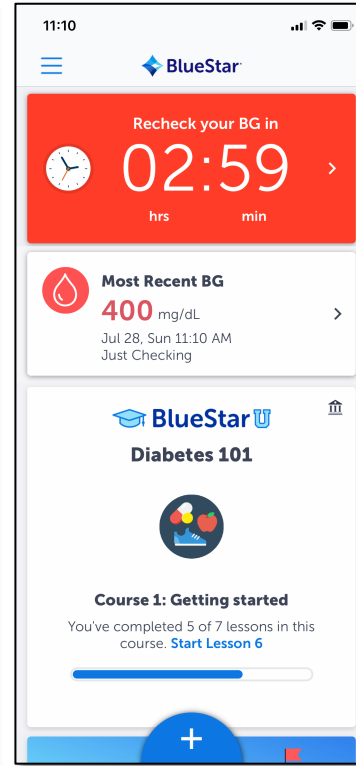 11:10
BlueStar
Recheck your BG in
02:59
hrs min
Most Recent BG
400 mg/dL
Jul 28, Sun 11:10 AM
Just Checking
BlueStar U
Diabetes 101
Course 1: Getting started
You've completed 5 of 7 lessons in this
course. Start Lesson 6
+